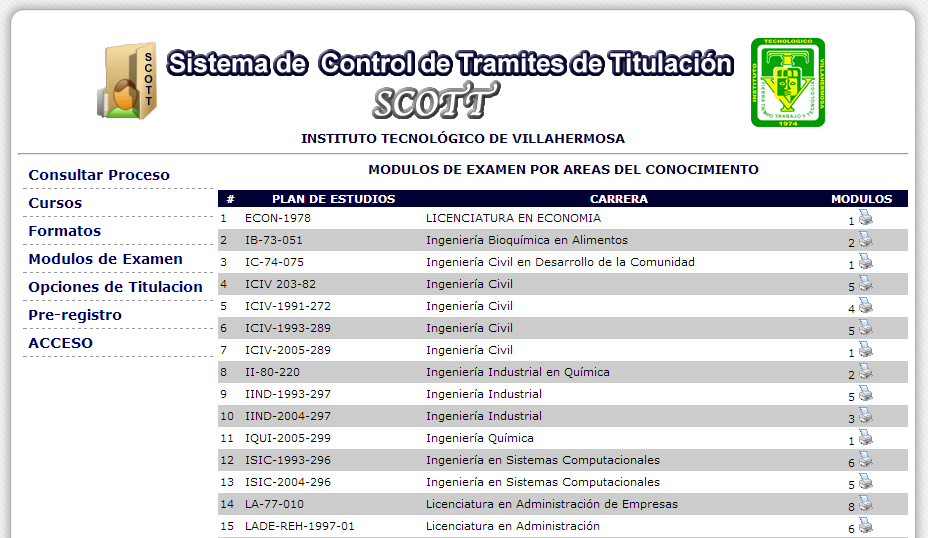 SCOTT
Sistema de Control de Tramites de Titulación
SCOTT
TECNOLOGICO
INSTITUTO
VILLAHERMOSA
TIERRA TIEMPO TRABAJO Y TECNOLOGIA
1974
INSTITUTO TECNOLÓGICO DE VILLAHERMOSA
Consultar Proceso
Cursos
Formatos
Modulos de Examen
Opciones de Titulacion
Pre-registro
ACCESO
MODULOS DE EXAMEN POR AREAS DEL CONOCIMIENTO
# PLAN DE ESTUDIOS CARRERA MODULOS
1 ECON-1978 LICENCIATURA EN ECONOMIA 1
2 IB-73-051 Ingeniería Bioquímica en Alimentos 2
3 IC-74-075 Ingeniería Civil en Desarrollo de la Comunidad 1
4 ICIV 203-82 Ingeniería Civil 5
5 ICIV-1991-272 Ingeniería Civil 4
6 ICIV-1993-289 Ingeniería Civil 5
7 ICIV-2005-289 Ingeniería Civil 1
8 II-80-220 Ingeniería Industrial en Química 2
9 IIND-1993-297 Ingeniería Industrial 5
10 IIND-2004-297 Ingeniería Industrial 3
11 IQUI-2005-299 Ingeniería Química 1
12 ISIC-1993-296 Ingeniería en Sistemas Computacionales 6
13 ISIC-2004-296 Ingeniería en Sistemas Computacionales 5
14 LA-77-010 Licenciatura en Administración de Empresas 8
15 LADE-REH-1997-01 Licenciatura en Administración 6